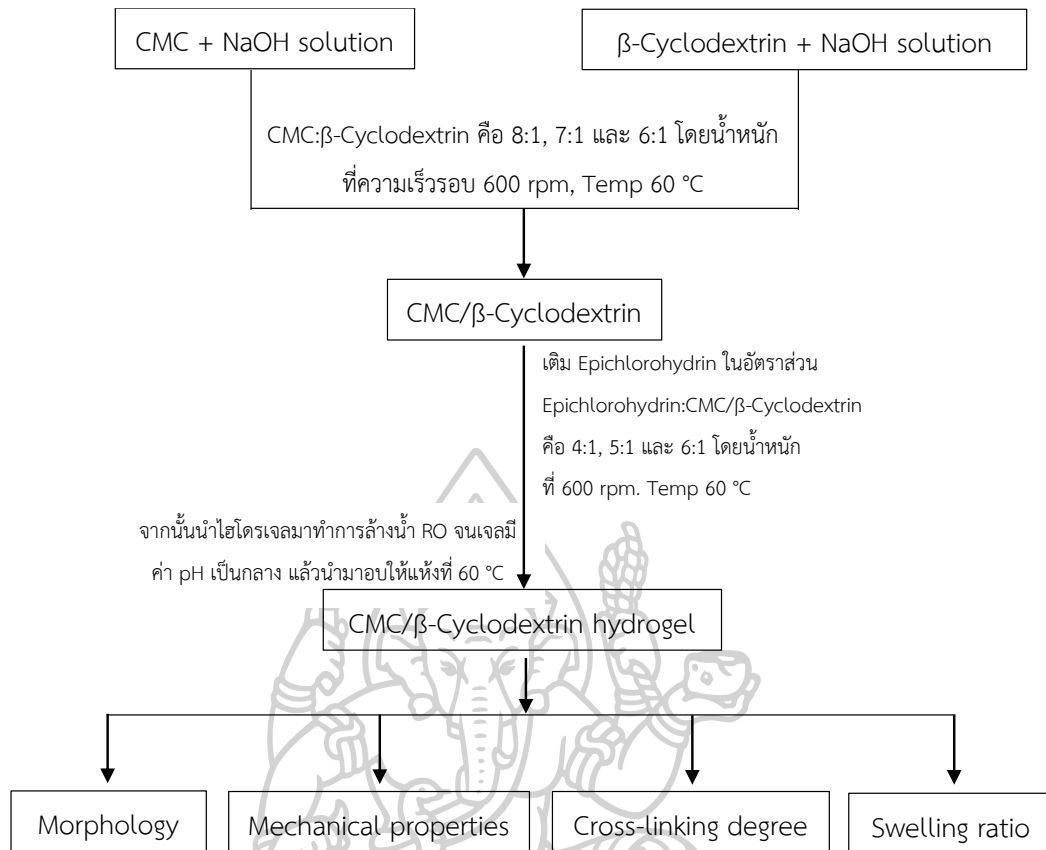 CMC + NaOH solution
ß-Cyclodextrin + NaOH solution
CMC:ß-Cyclodextrin คือ 8:1, 7:1 และ 6:1 โดยน้ำหนัก
ที่ความเร็วรอบ 600 rpm, Temp 60 °C
CMC/ß-Cyclodextrin
เติม Epichlorohydrin ในอัตราส่วน
Epichlorohydrin:CMC/ß-Cyclodextrin
คือ 4:1, 5:1 และ 6:1 โดยน้ำหนัก
ที่ 600 rpm. Temp 60 °C
จากนั้นนำไฮโดรเจลมาทำการล้างน้ำ RO จนเจลมี
ค่า pH เป็นกลาง แล้วนำมาอบให้แห้งที่ 60 °C
CMC/ß-Cyclodextrin hydrogel
Morphology
Mechanical properties
Cross-linking degree
Swelling ratio